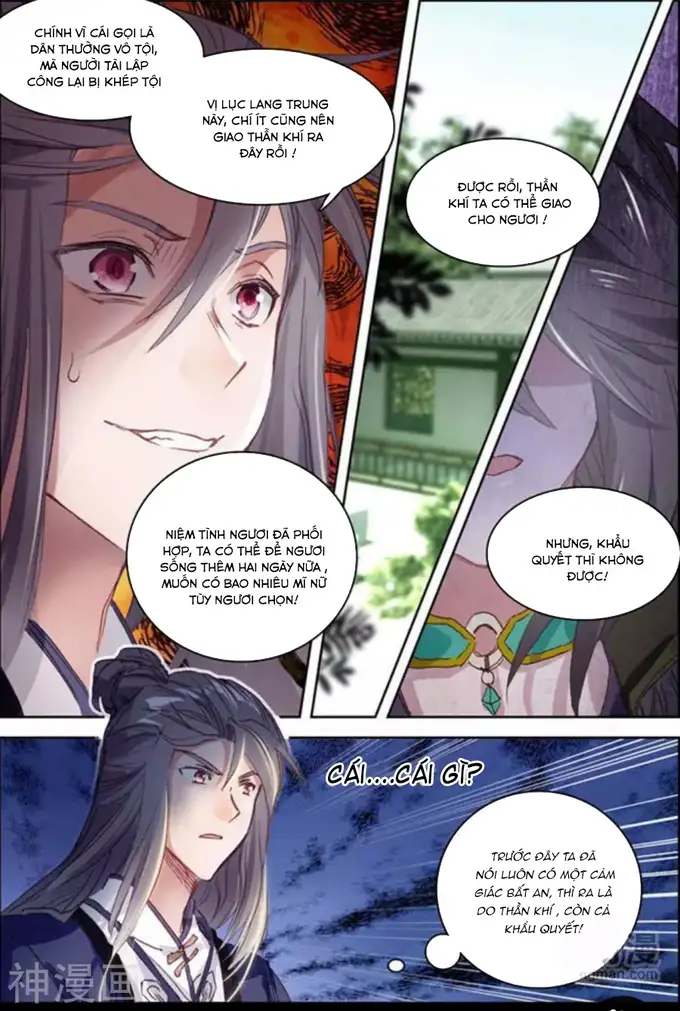 CHÍNH VÌ CÁI GỌI LÀ
DÂN THƯỜNG VÔ TỘI,
MÀ NGƯỜI TÀI LẬP
CÔNG LẠI BỊ KHÉP TỘI
VỊ LỤC LANG TRUNG
NÀY, CHÍ ÍT CŨNG NÊN
GIAO THẦN KHÍ RA
ĐÂY RỒI !
ĐƯỢC RỒI, THẦN
KHÍ TA CÓ THỂ GIAO
CHO NGƯƠI !
NIỆM TÌNH NGƯƠI ĐÃ PHỐI
HỢP, TA CÓ THỂ ĐỂ NGƯƠI
SỐNG THÊM HAI NGÀY NỮA ,
MUỐN CÓ BAO NHIÊU MĨ NỮ
TÙY NGƯƠI CHỌN!
NHƯNG, KHẨU
QUYẾT THÌ KHÔNG
ĐƯỢC!
CÁI....CÁI GÌ?
TRƯỚC ĐÂY TA ĐÃ
NÓI LUÔN CÓ MỘT CẢM
GIÁC BẤT AN, THÌ RA LÀ
DO THẦN KHÍ , CÒN CẢ
KHẨU QUYẾT!
神漫画